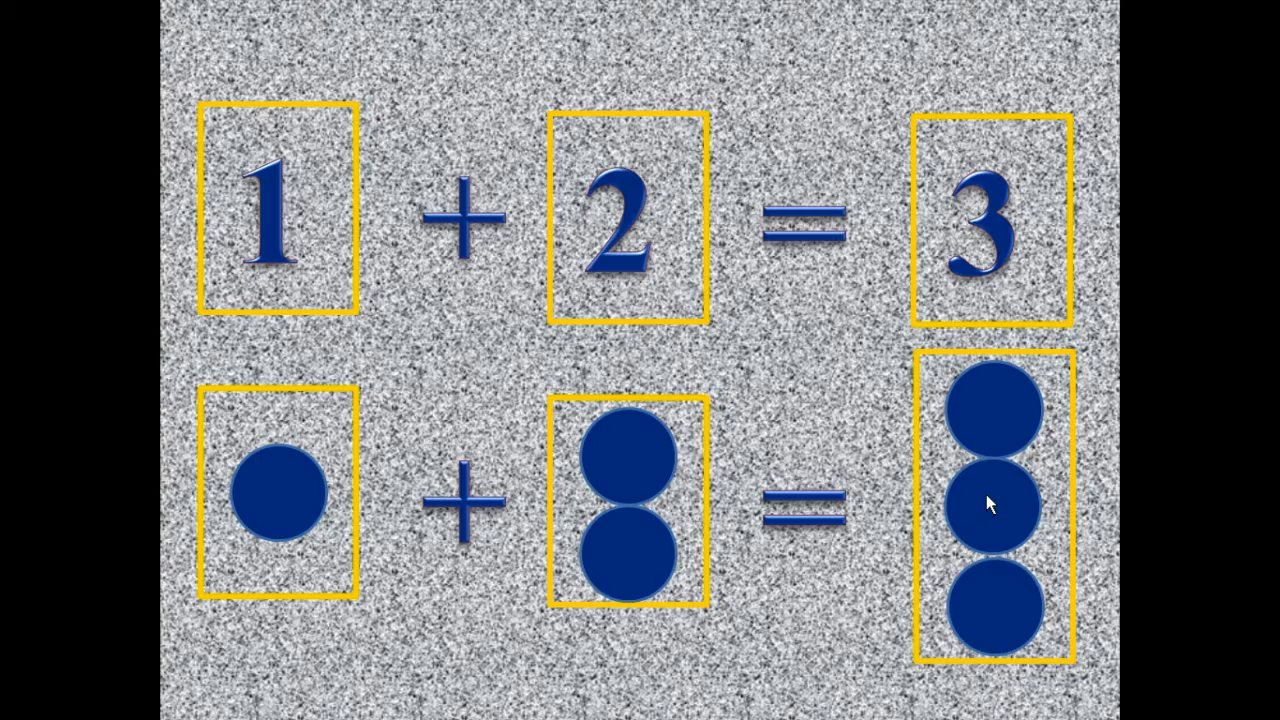 1 + 2 = 3
+ =